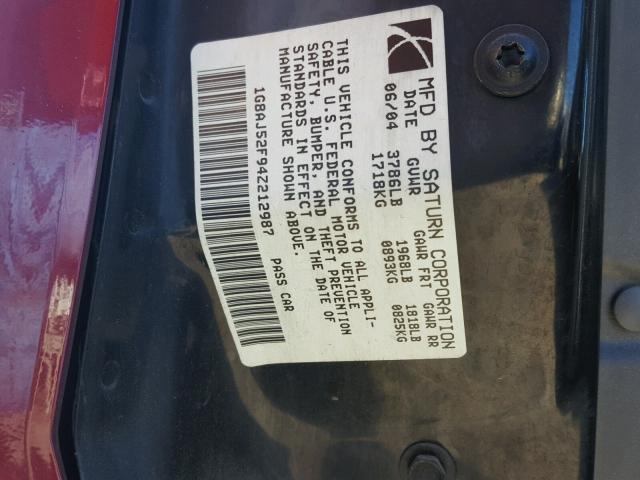 MFD BY SATURN CORPORATION
DATE GVWR GAWR FRT GAWR RR
06/04 3786LB 1968LB 1818LB
1718KG 0893KG 0825KG
THIS VEHICLE CONFORMS TO ALL APPLI-
CABLE U.S. FEDERAL MOTOR VEHICLE
SAFETY, BUMPER, AND THEFT PREVENTION
STANDARDS IN EFFECT ON THE DATE OF
MANUFACTURE SHOWN ABOVE.
1G8AJ52F94Z212987 PASS CAR